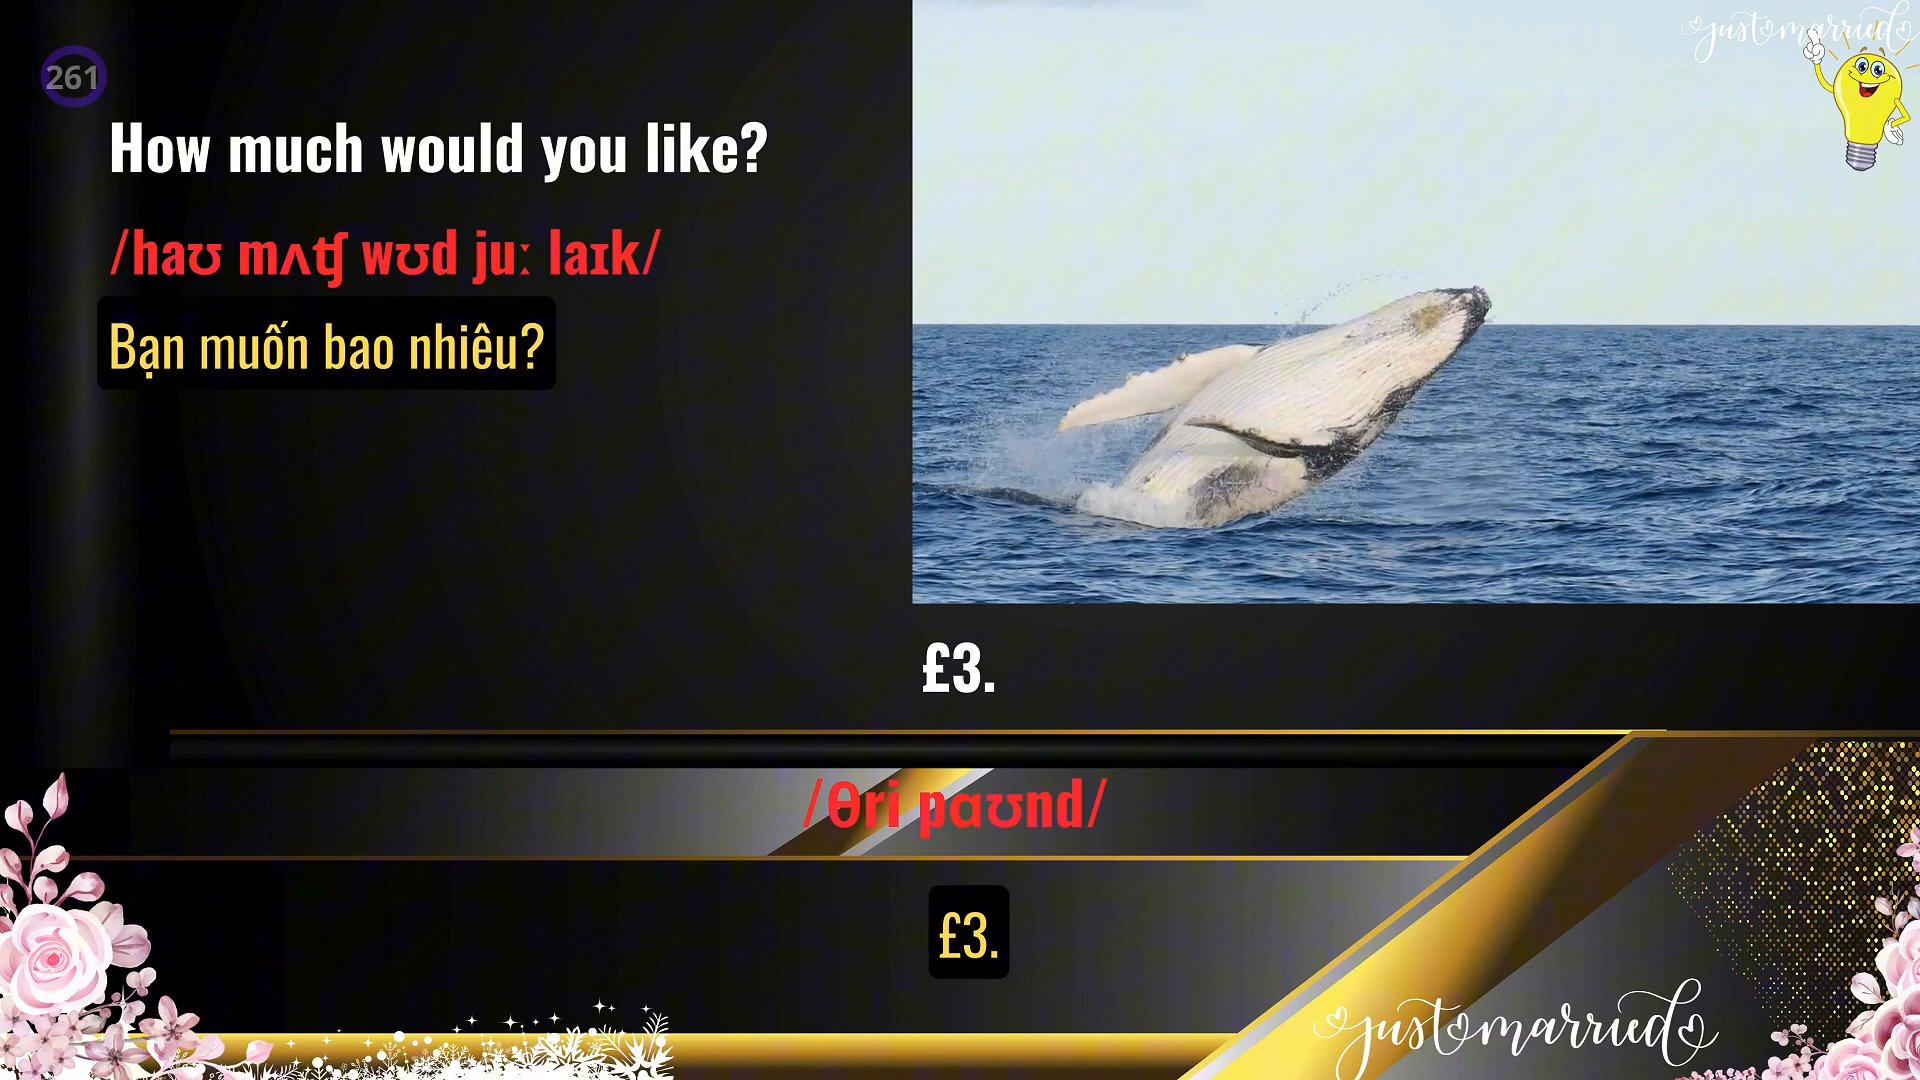 justmarried
261
How much would you like?
/haʊ mʌʧ wʊd juː laɪk/
Bạn muốn bao nhiêu?
£3.
/θri paʊnd/
£3.
justmarried